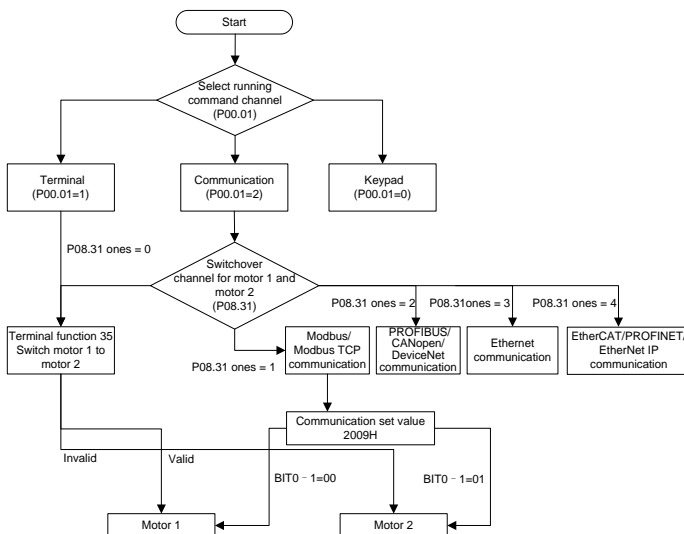 Start
Select running
command channel
(P00.01)
Terminal
(P00.01=1)
Communication
(P00.01=2)
Keypad
(P00.01=0)
P08.31 ones = 0
Switchover
channel for motor 1 and
motor 2
(P08.31)
P08.31 ones = 2
P08.31ones = 3
P08.31 ones = 4
Terminal function 35
Switch motor 1 to
motor 2
P08.31 ones = 1
Modbus/
Modbus TCP
communication
PROFIBUS/
CANopen/
DeviceNet
communication
Ethernet
communication
EtherCAT/PROFINET/
EtherNet IP
communication
Communication set value
2009H
Invalid
Valid
BIT0–1=00
BIT0–1=01
Motor 1
Motor 2